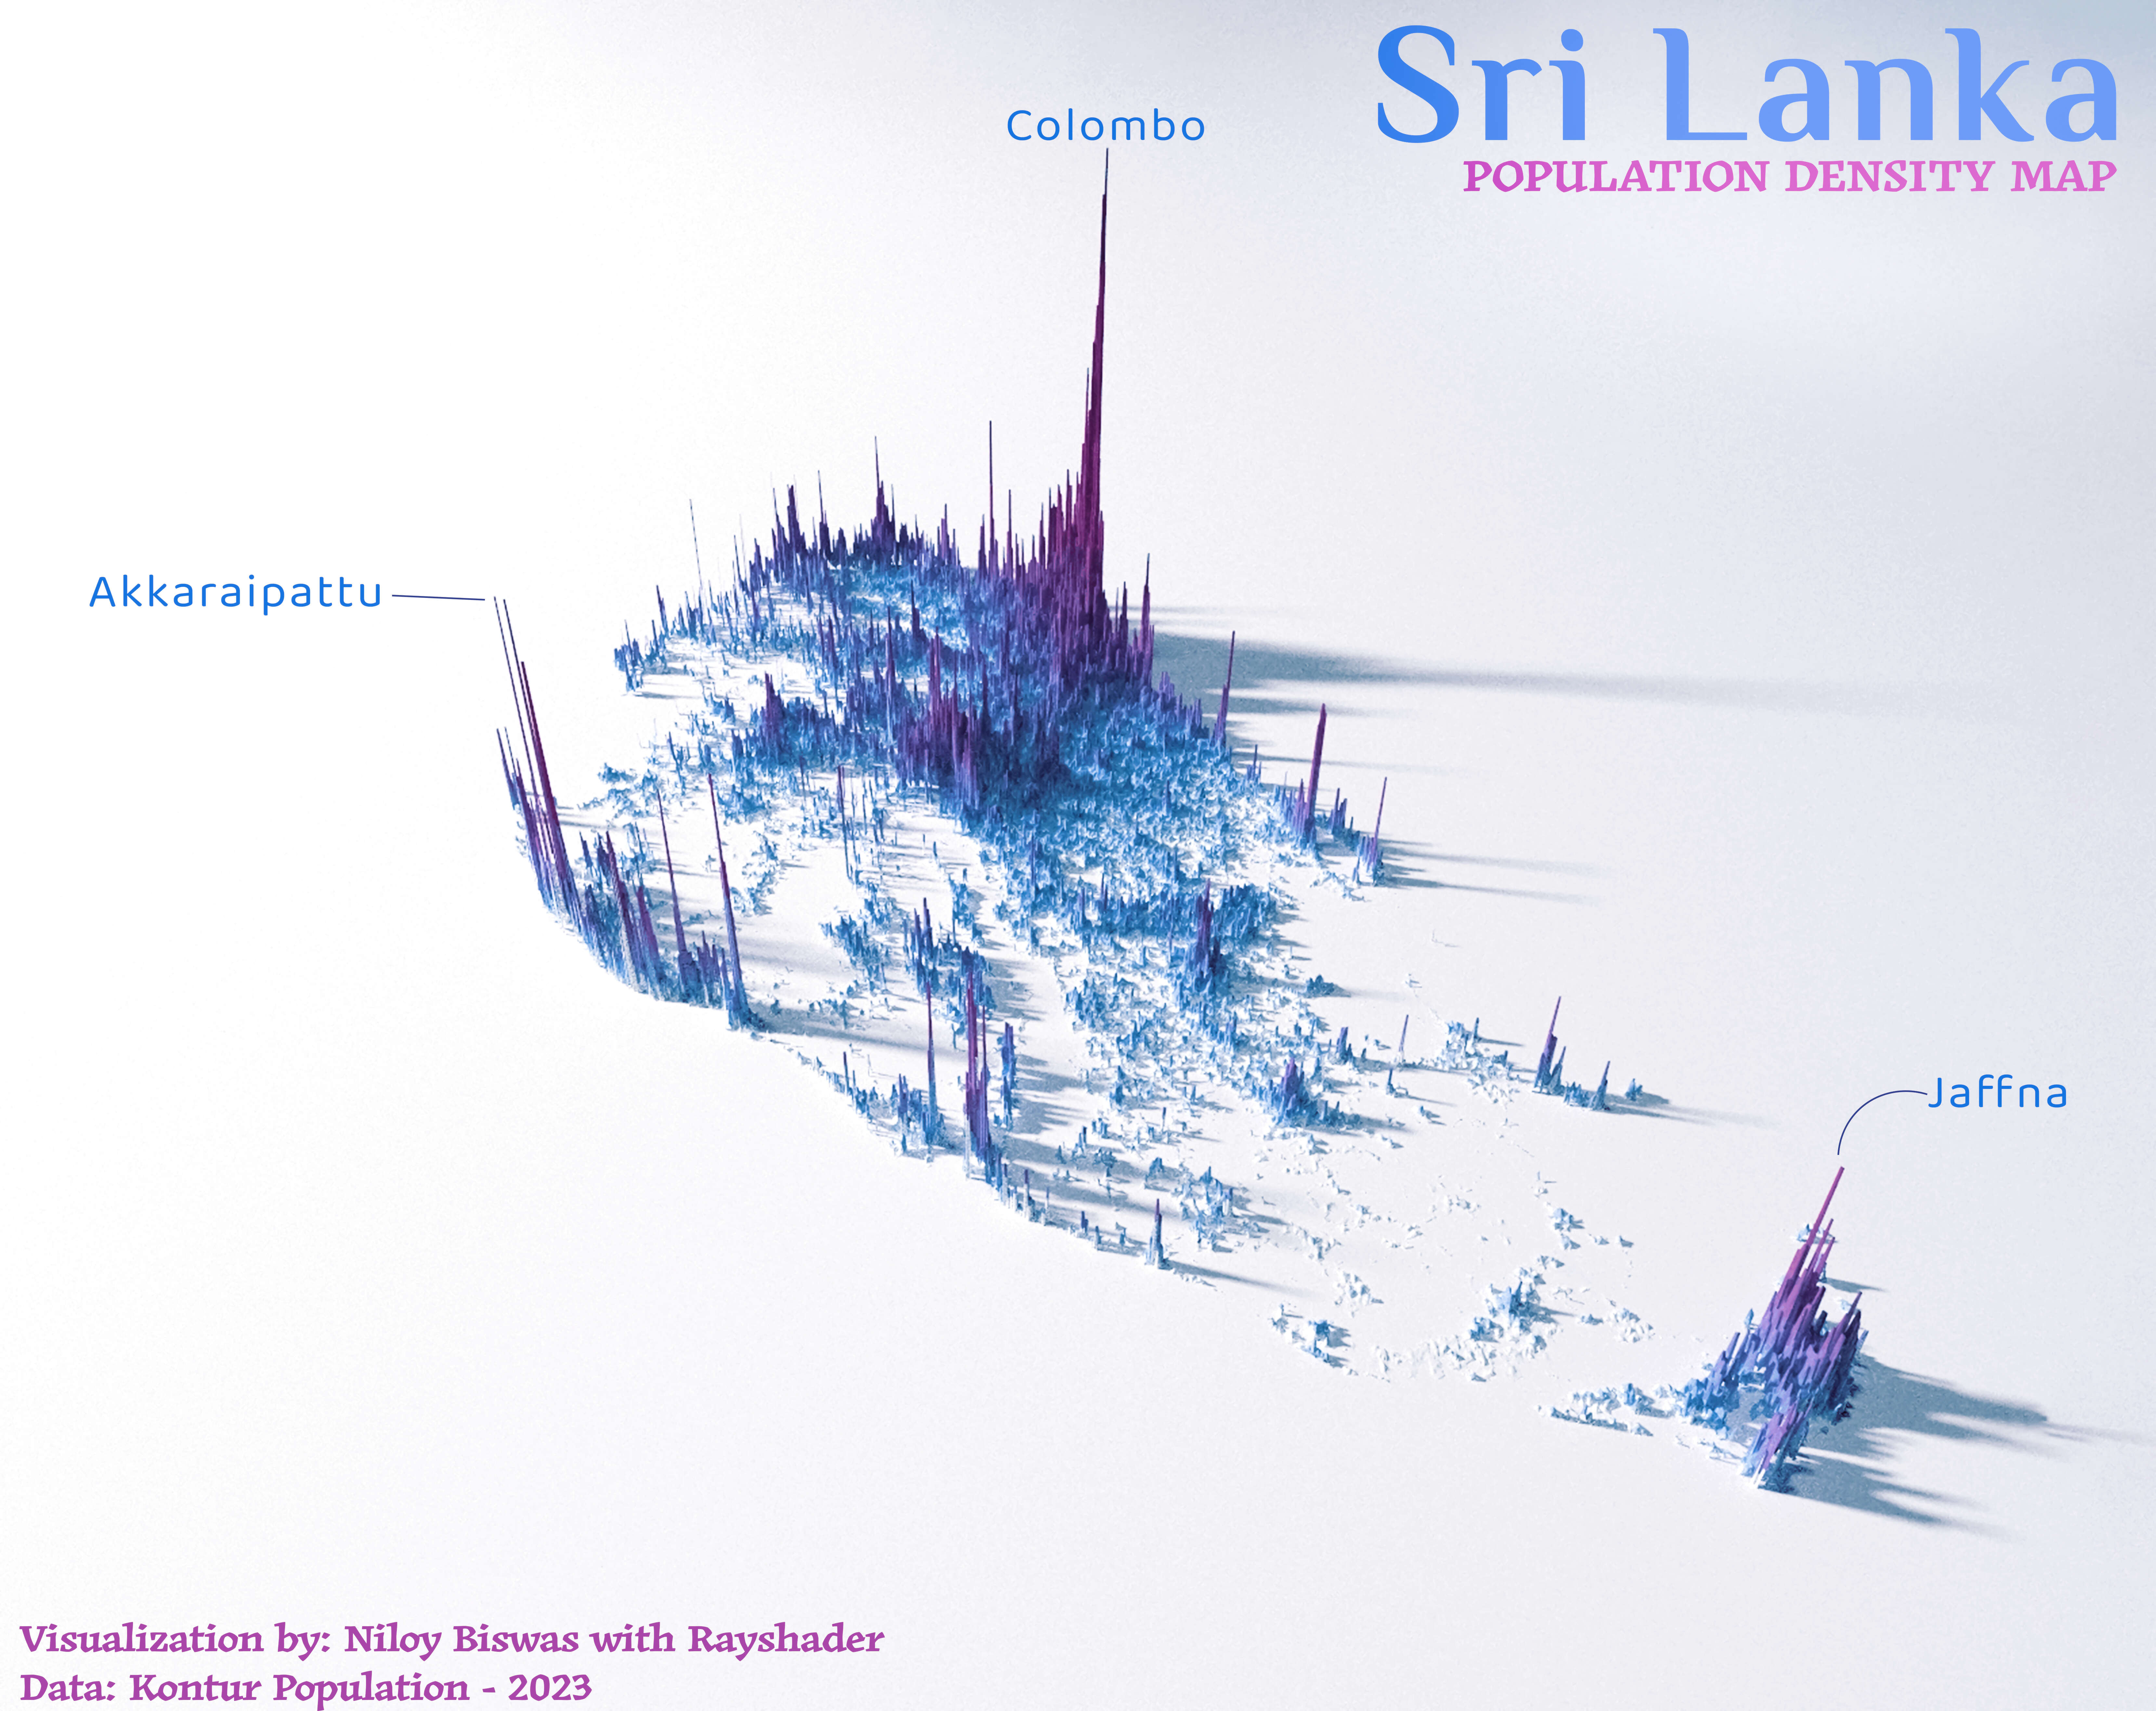 Sri Lanka
POPULATION DENSITY MAP
Colombo
Akkaraipattu
Jaffna
Visualization by: Niloy Biswas with Rayshader
Data: Kontur Population - 2023